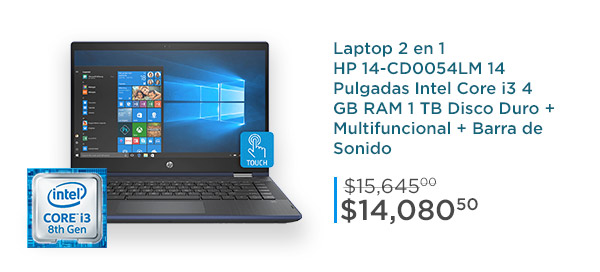 Laptop 2 en 1
HP 14-CD0054LM 14
Pulgadas Intel Core i3 4
GB RAM 1 TB Disco Duro +
Multifuncional + Barra de
Sonido
$15,645⁰⁰
$14,080⁵⁰
hp
TOUCH
intel
CORE i3
8th Gen